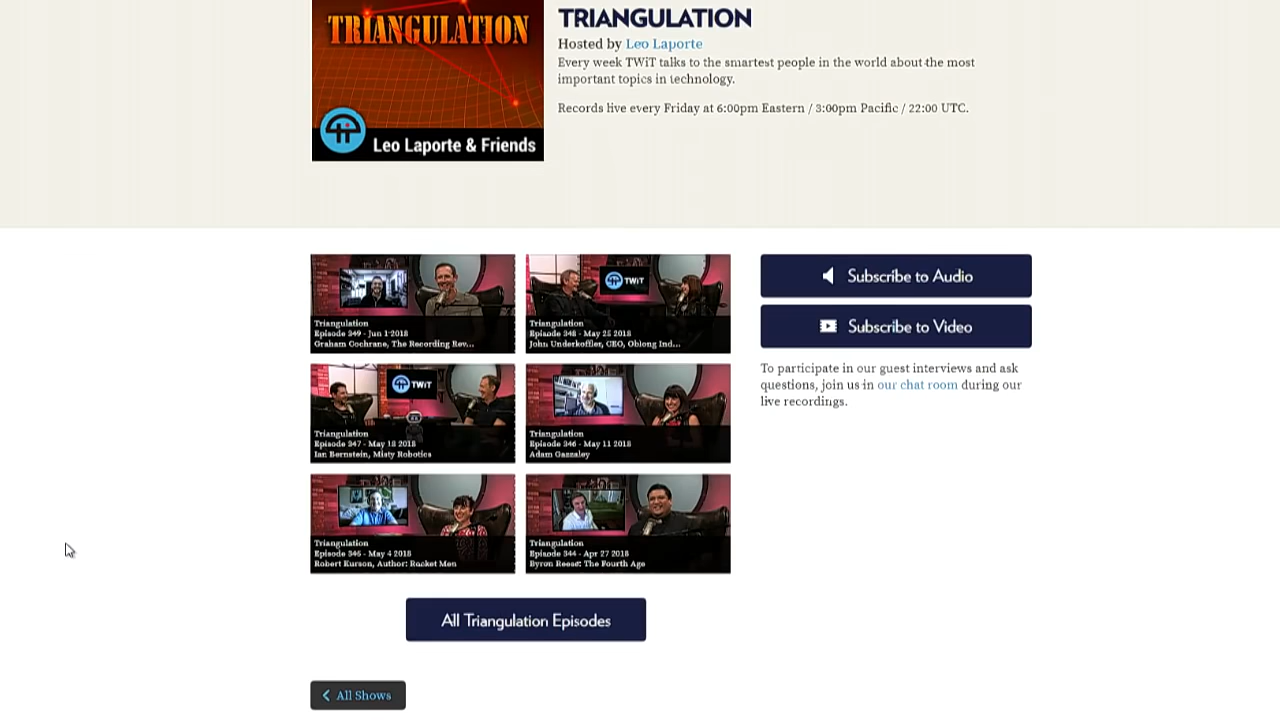 TRIANGULATION
Leo Laporte & Friends
TRIANGULATION
Hosted by Leo Laporte
Every week TWiT talks to the smartest people in the world about the most
important topics in technology.
Records live every Friday at 6:00pm Eastern / 3:00pm Pacific / 22:00 UTC.
Triangulation
Episode 349 - Jun 1 2018
Graham Cochrane, The Recording Rev...
TWiT
Triangulation
Episode 348 - May 25 2018
John Underkoffler, CEO, Oblong Ind...
TWiT
Triangulation
Episode 347 - May 18 2018
Ian Bernstein, Misty Robotics
Triangulation
Episode 346 - May 11 2018
Adam Gazzaley
Triangulation
Episode 345 - May 4 2018
Robert Kurson, Author: Rocket Men
Triangulation
Episode 344 - Apr 27 2018
Byron Reese: The Fourth Age
Subscribe to Audio
Subscribe to Video
To participate in our guest interviews and ask
questions, join us in our chat room during our
live recordings.
All Triangulation Episodes
All Shows